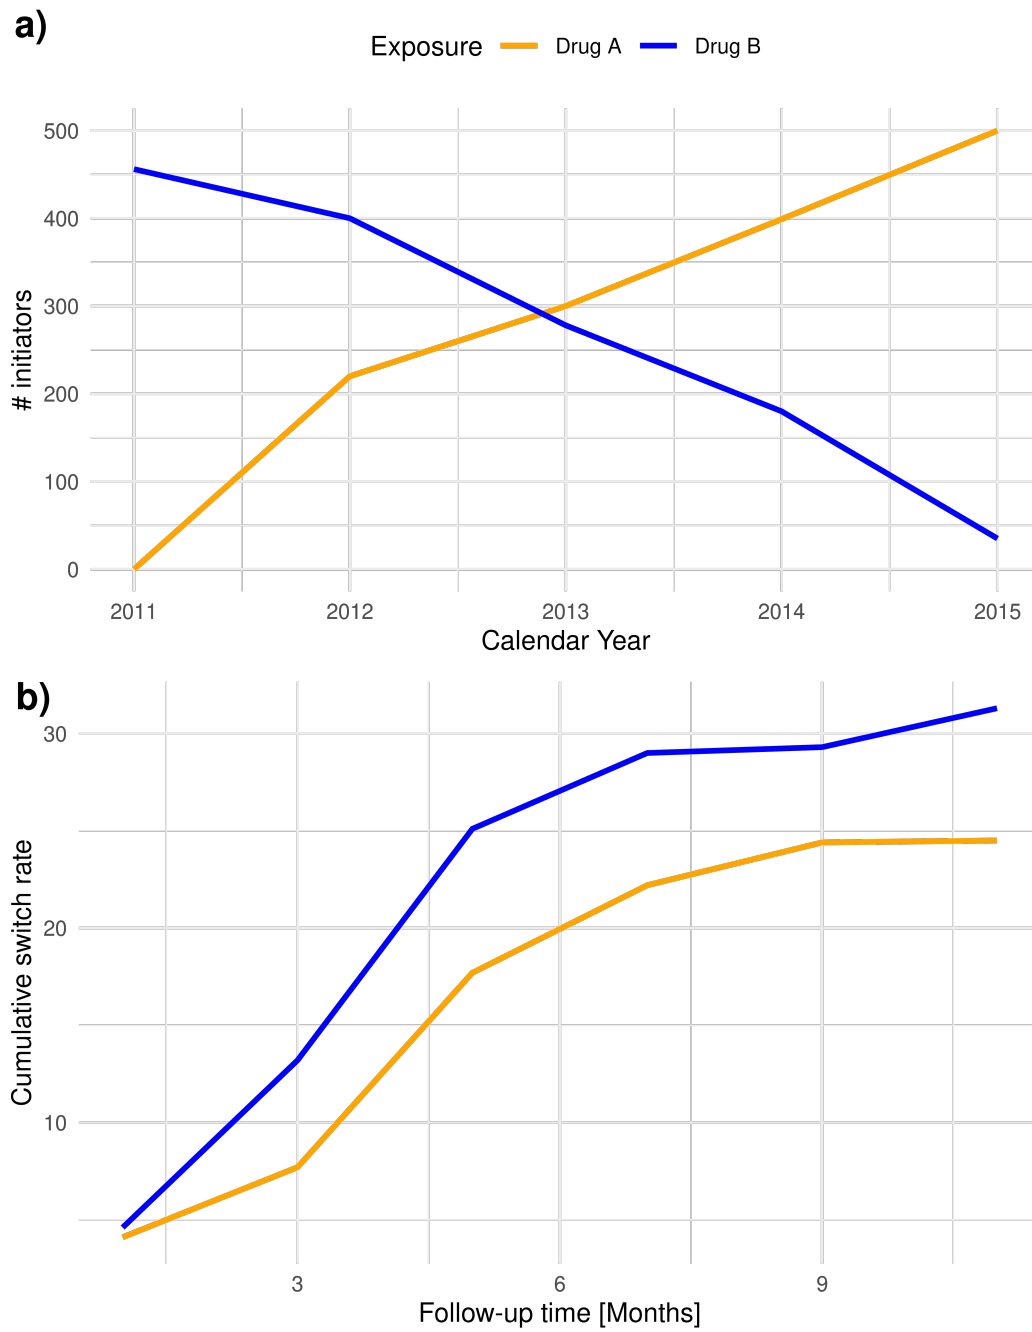 a)
Exposure Drug A Drug B
500
400
300
200
100
0
# initiators
2011 2012 2013 2014 2015
Calendar Year
b)
30
20
10
Cumulative switch rate
3 6 9
Follow-up time [Months]